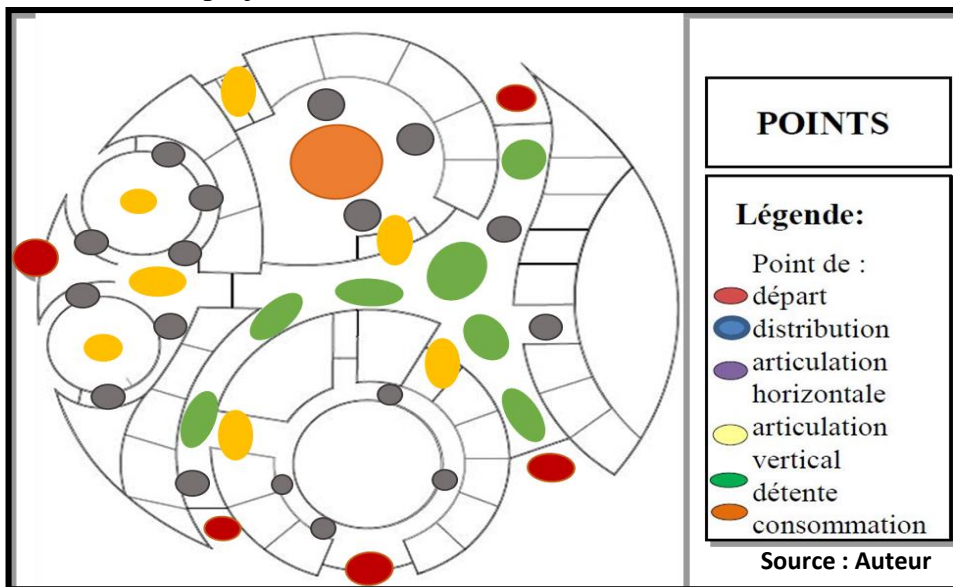 POINTS
Légende:
Point de :
départ
distribution
articulation
horizontale
articulation
vertical
détente
consommation
Source : Auteur